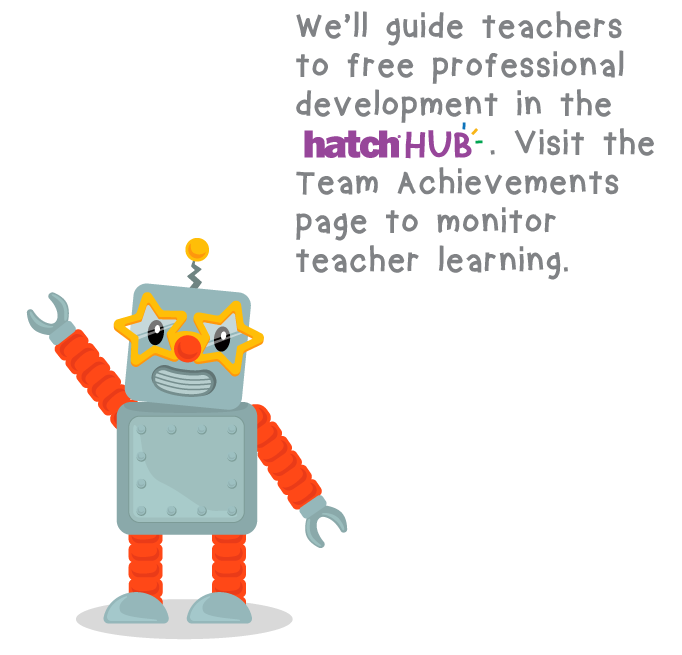 We'll guide teachers
to free professional
development in the
hatch HUB. Visit the
Team Achievements
page to monitor
teacher learning.